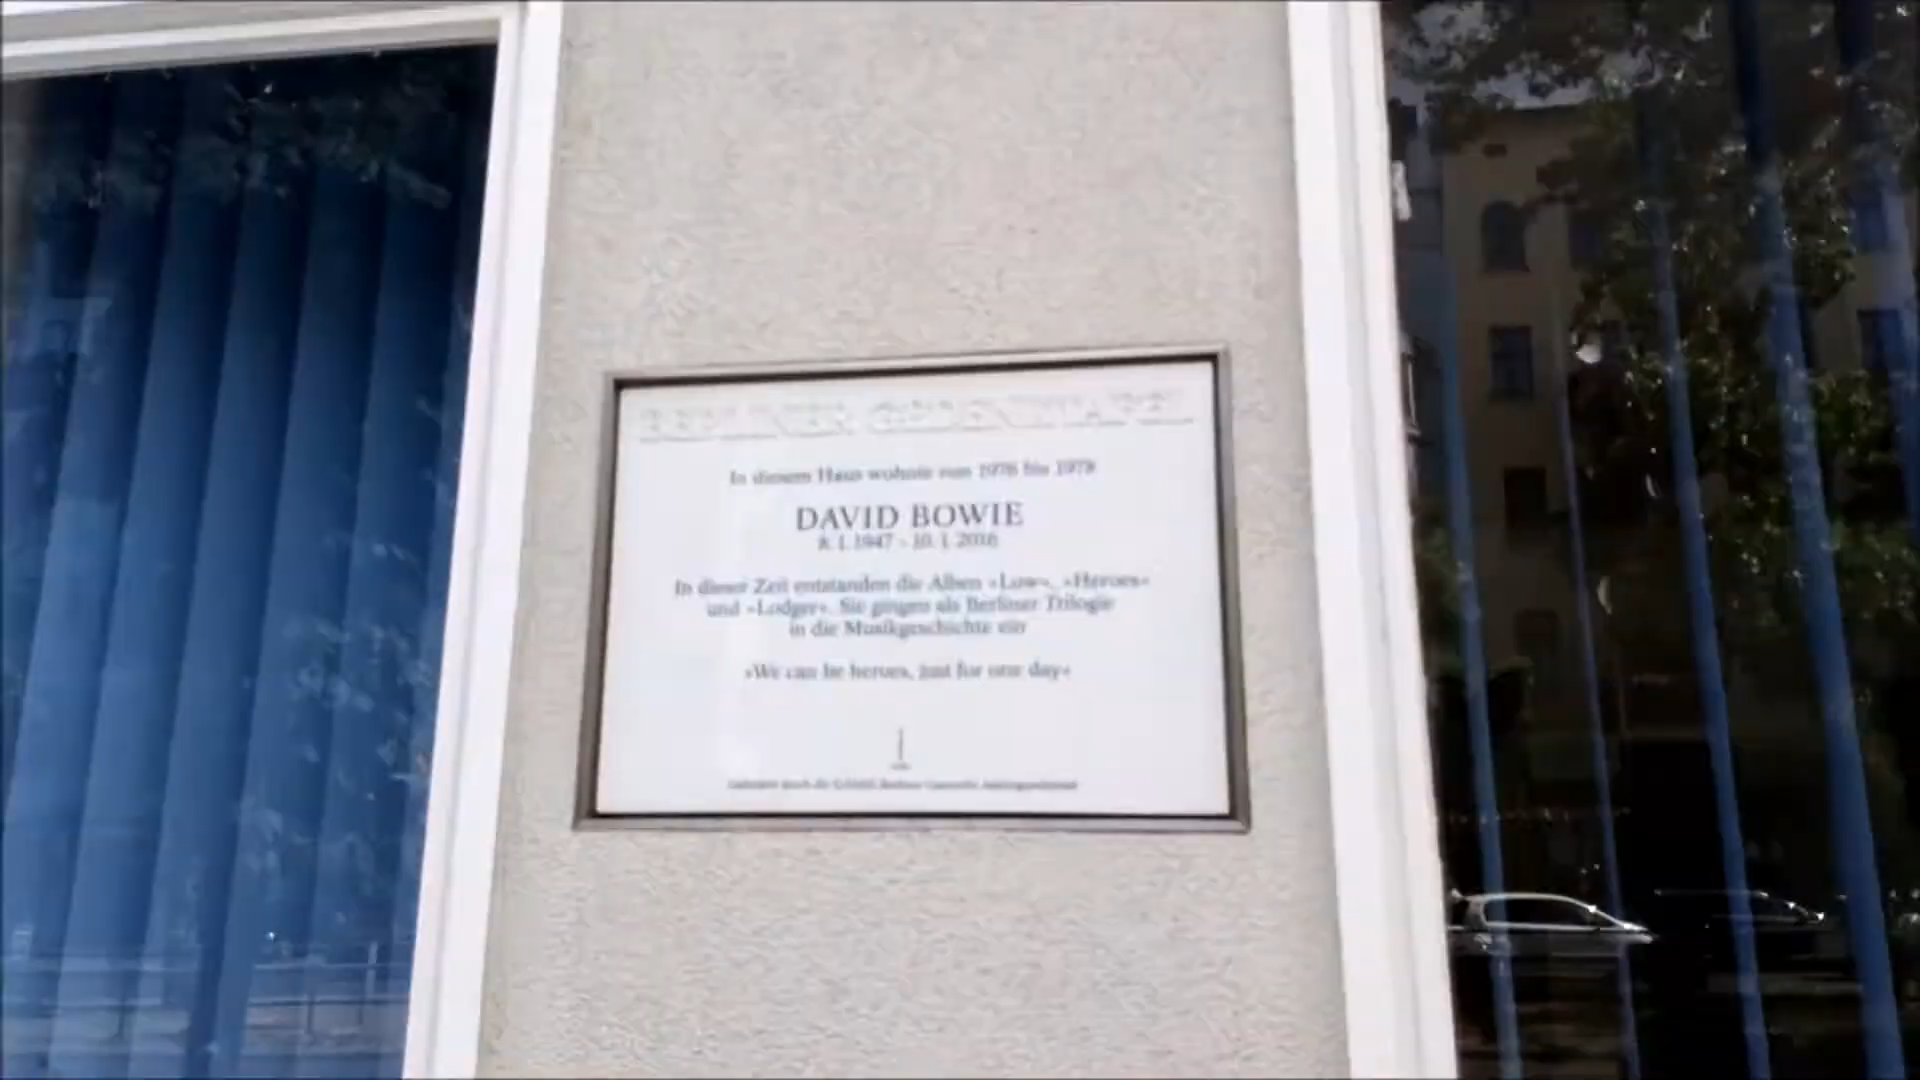 BERLINER GEDENKTAFEL
In diesem Haus wohnte von 1976 bis 1978
DAVID BOWIE
8. 1. 1947 - 10. 1. 2016
In dieser Zeit entstanden die Alben »Low«, »Heroes«
und »Lodger«. Sie gingen als Berliner Trilogie
in die Musikgeschichte ein
»We can be heroes, just for one day«